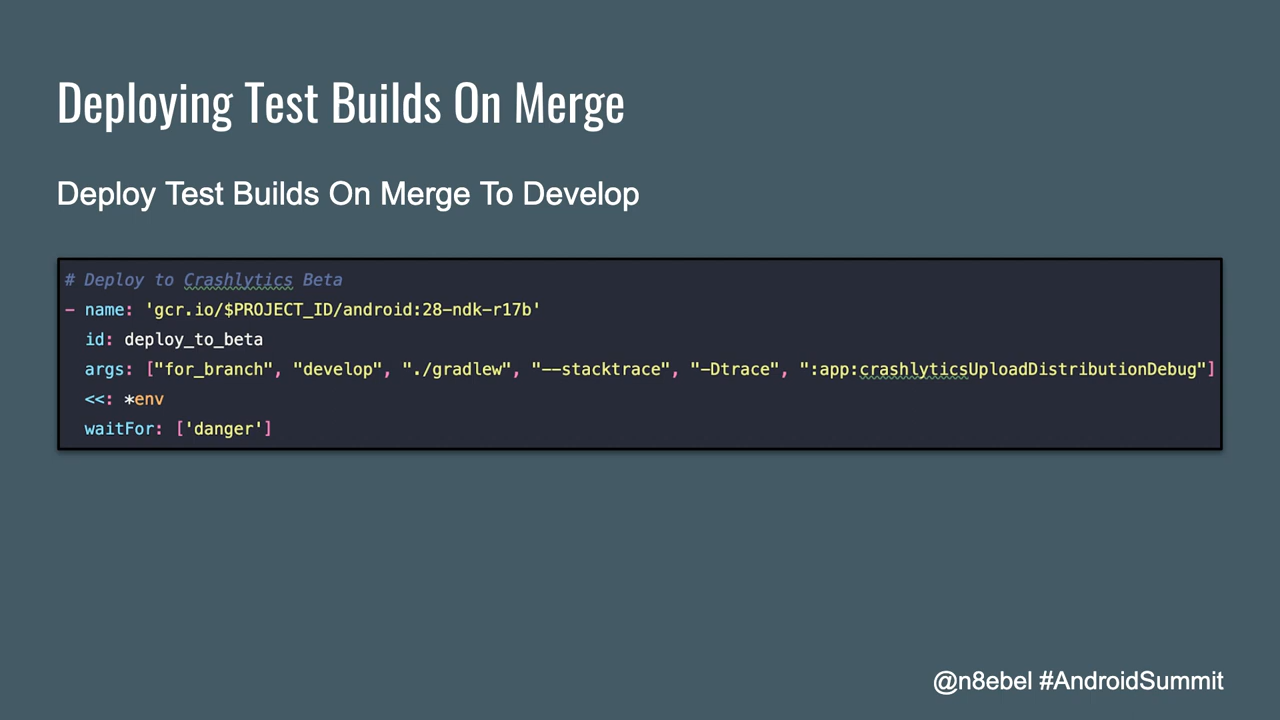 Deploying Test Builds On Merge
Deploy Test Builds On Merge To Develop
# Deploy to Crashlytics Beta
- name: 'gcr.io/$PROJECT_ID/android:28-ndk-r17b'
  id: deploy_to_beta
  args: ["for_branch", "develop", "./gradlew", "--stacktrace", "-Dtrace", ":app:crashlyticsUploadDistributionDebug"]
  <<: *env
  waitFor: ['danger']
@n8ebel #AndroidSummit